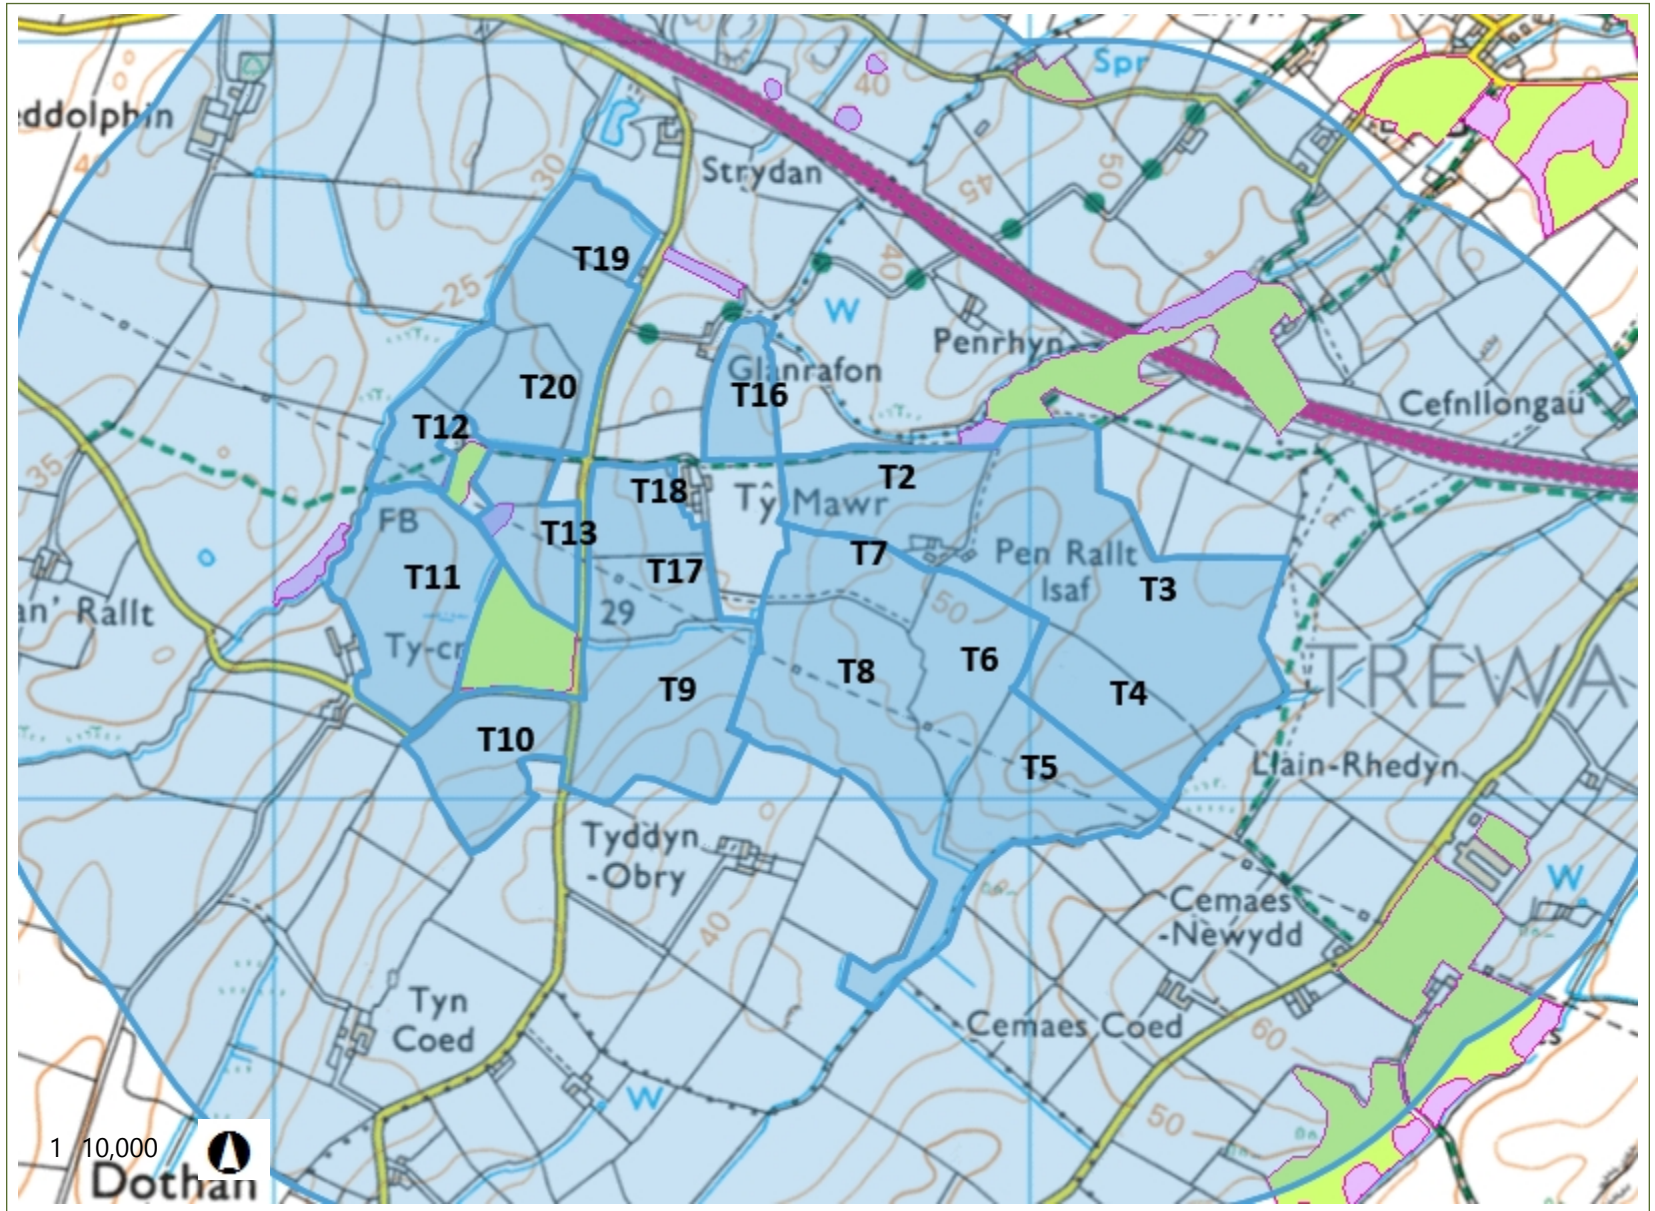 Spr
eddolphin
40
40
30
Strydan
50
45
T19
40
25
W
Penrhyn
Glanrafon
T20
T16
Cefnllongau
T12
35
T2
T18
Tŷ Mawr
FB
T13
T7
Pen Rallt
Isaf
T11
T17
T3
50
29
an' Rallt
Ty-cr
T8
T6
TREWA
T9
T4
T10
T5
Llain-Rhedyn
Tyddyn
-Obry
W
Cemaes
-Newydd
40
Tyn
Coed
Cemaes Coed
60
W
50
1 10,000
Dothan